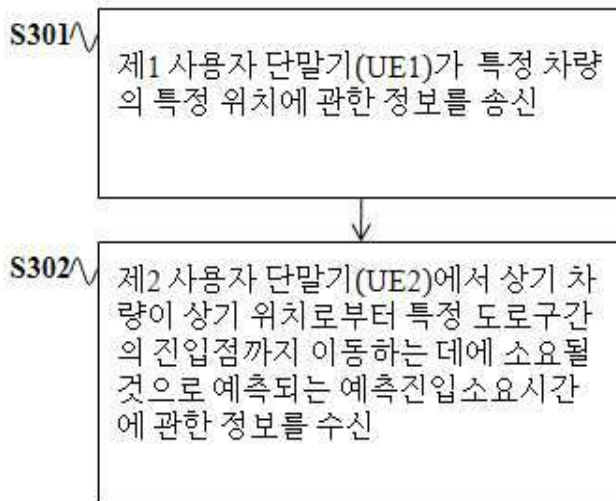 S301
제1 사용자 단말기(UE1)가 특정 차량
의 특정 위치에 관한 정보를 송신
S302
제2 사용자 단말기(UE2)에서 상기 차
량이 상기 위치로부터 특정 도로구간
의 진입점까지 이동하는 데에 소요될
것으로 예측되는 예측진입소요시간
에 관한 정보를 수신